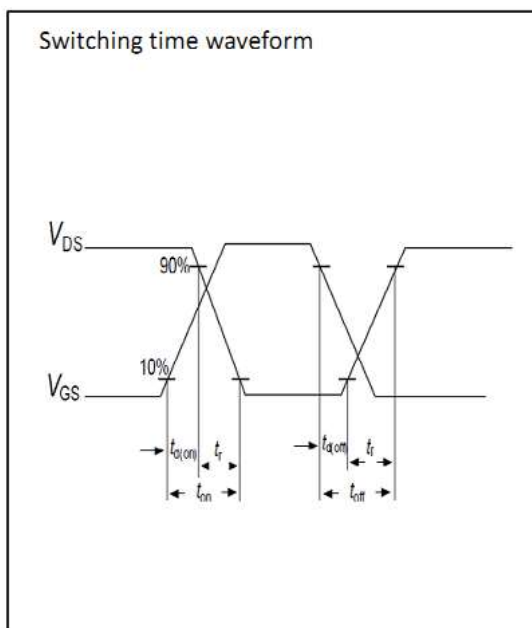 Switching time waveform
VDS
90%
10%
VGS
td(on) tr td(off) tf
ton toff